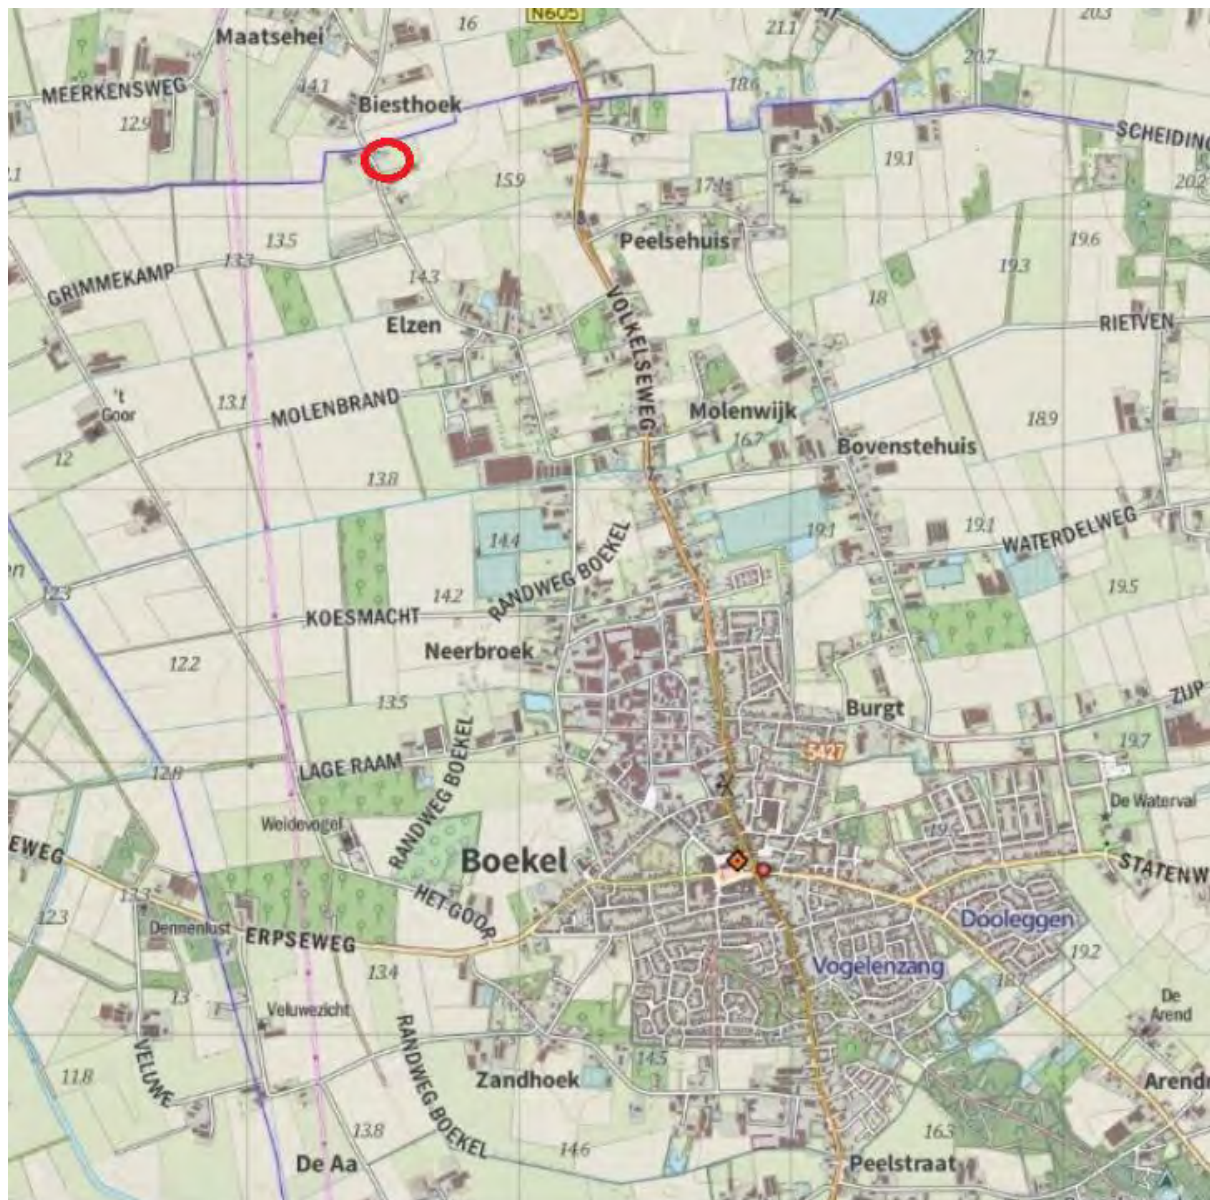 N605
16
20.3
Maatsehei
21.1
20.7
14.1
18.6
MEERKENSWEG
Biesthoek
12.9
SCHEIDING
19.1
15.9
17.1
20.2
Peelsehuis
13.5
19.6
13.3
19.3
GRIMMEKAMP
14.3
18
Elzen
VOLKELSEWEG
RIETVEN
't
Goor
13.1
MOLENBRAND
Molenwijk
16.7
18.9
Bovenstehuis
12
13.8
14.4
19.1
19.1
WATERDELWEG
RANDWEG BOEKEL
12.3
14.2
19.5
KOESMACHT
Neerbroek
12.2
13.5
Burgt
ZIJP
S427
19.7
LAGE RAAM
12.8
RANDWEG BOEKEL
De Waterval
Weidevogel
EWEG
Boekel
STATENW
HET GOOR
13.3
12.3
Dennenlust
ERPSEWEG
Dooleggen
19.2
13.4
Vogelenzang
13
Veluwezicht
De
Arend
RANDWEG BOEKEL
VELUWE
14.5
11.8
Zandhoek
Arend
13.8
14.6
16.3
De Aa
Peelstraat